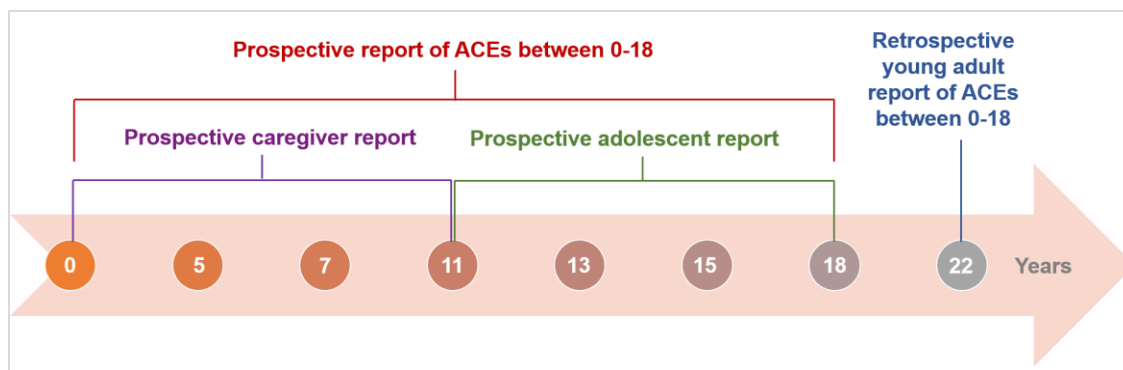 Prospective report of ACEs between 0-18
Retrospective
young adult
report of ACEs
between 0-18
Prospective caregiver report
Prospective adolescent report
0
5
7
11
13
15
18
22
Years